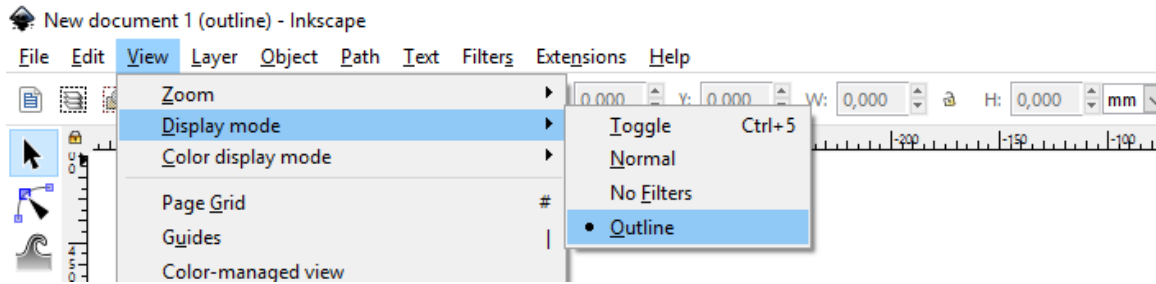 New document 1 (outline) - Inkscape
File Edit View Layer Object Path Text Filters Extensions Help
Zoom
0,000 Y: 0,000 W: 0,000 H: 0,000 mm
Display mode
Toggle Ctrl+5
-200 -150 -100
Color display mode
Normal
No Filters
Page Grid #
Outline
Guides |
Color-managed view